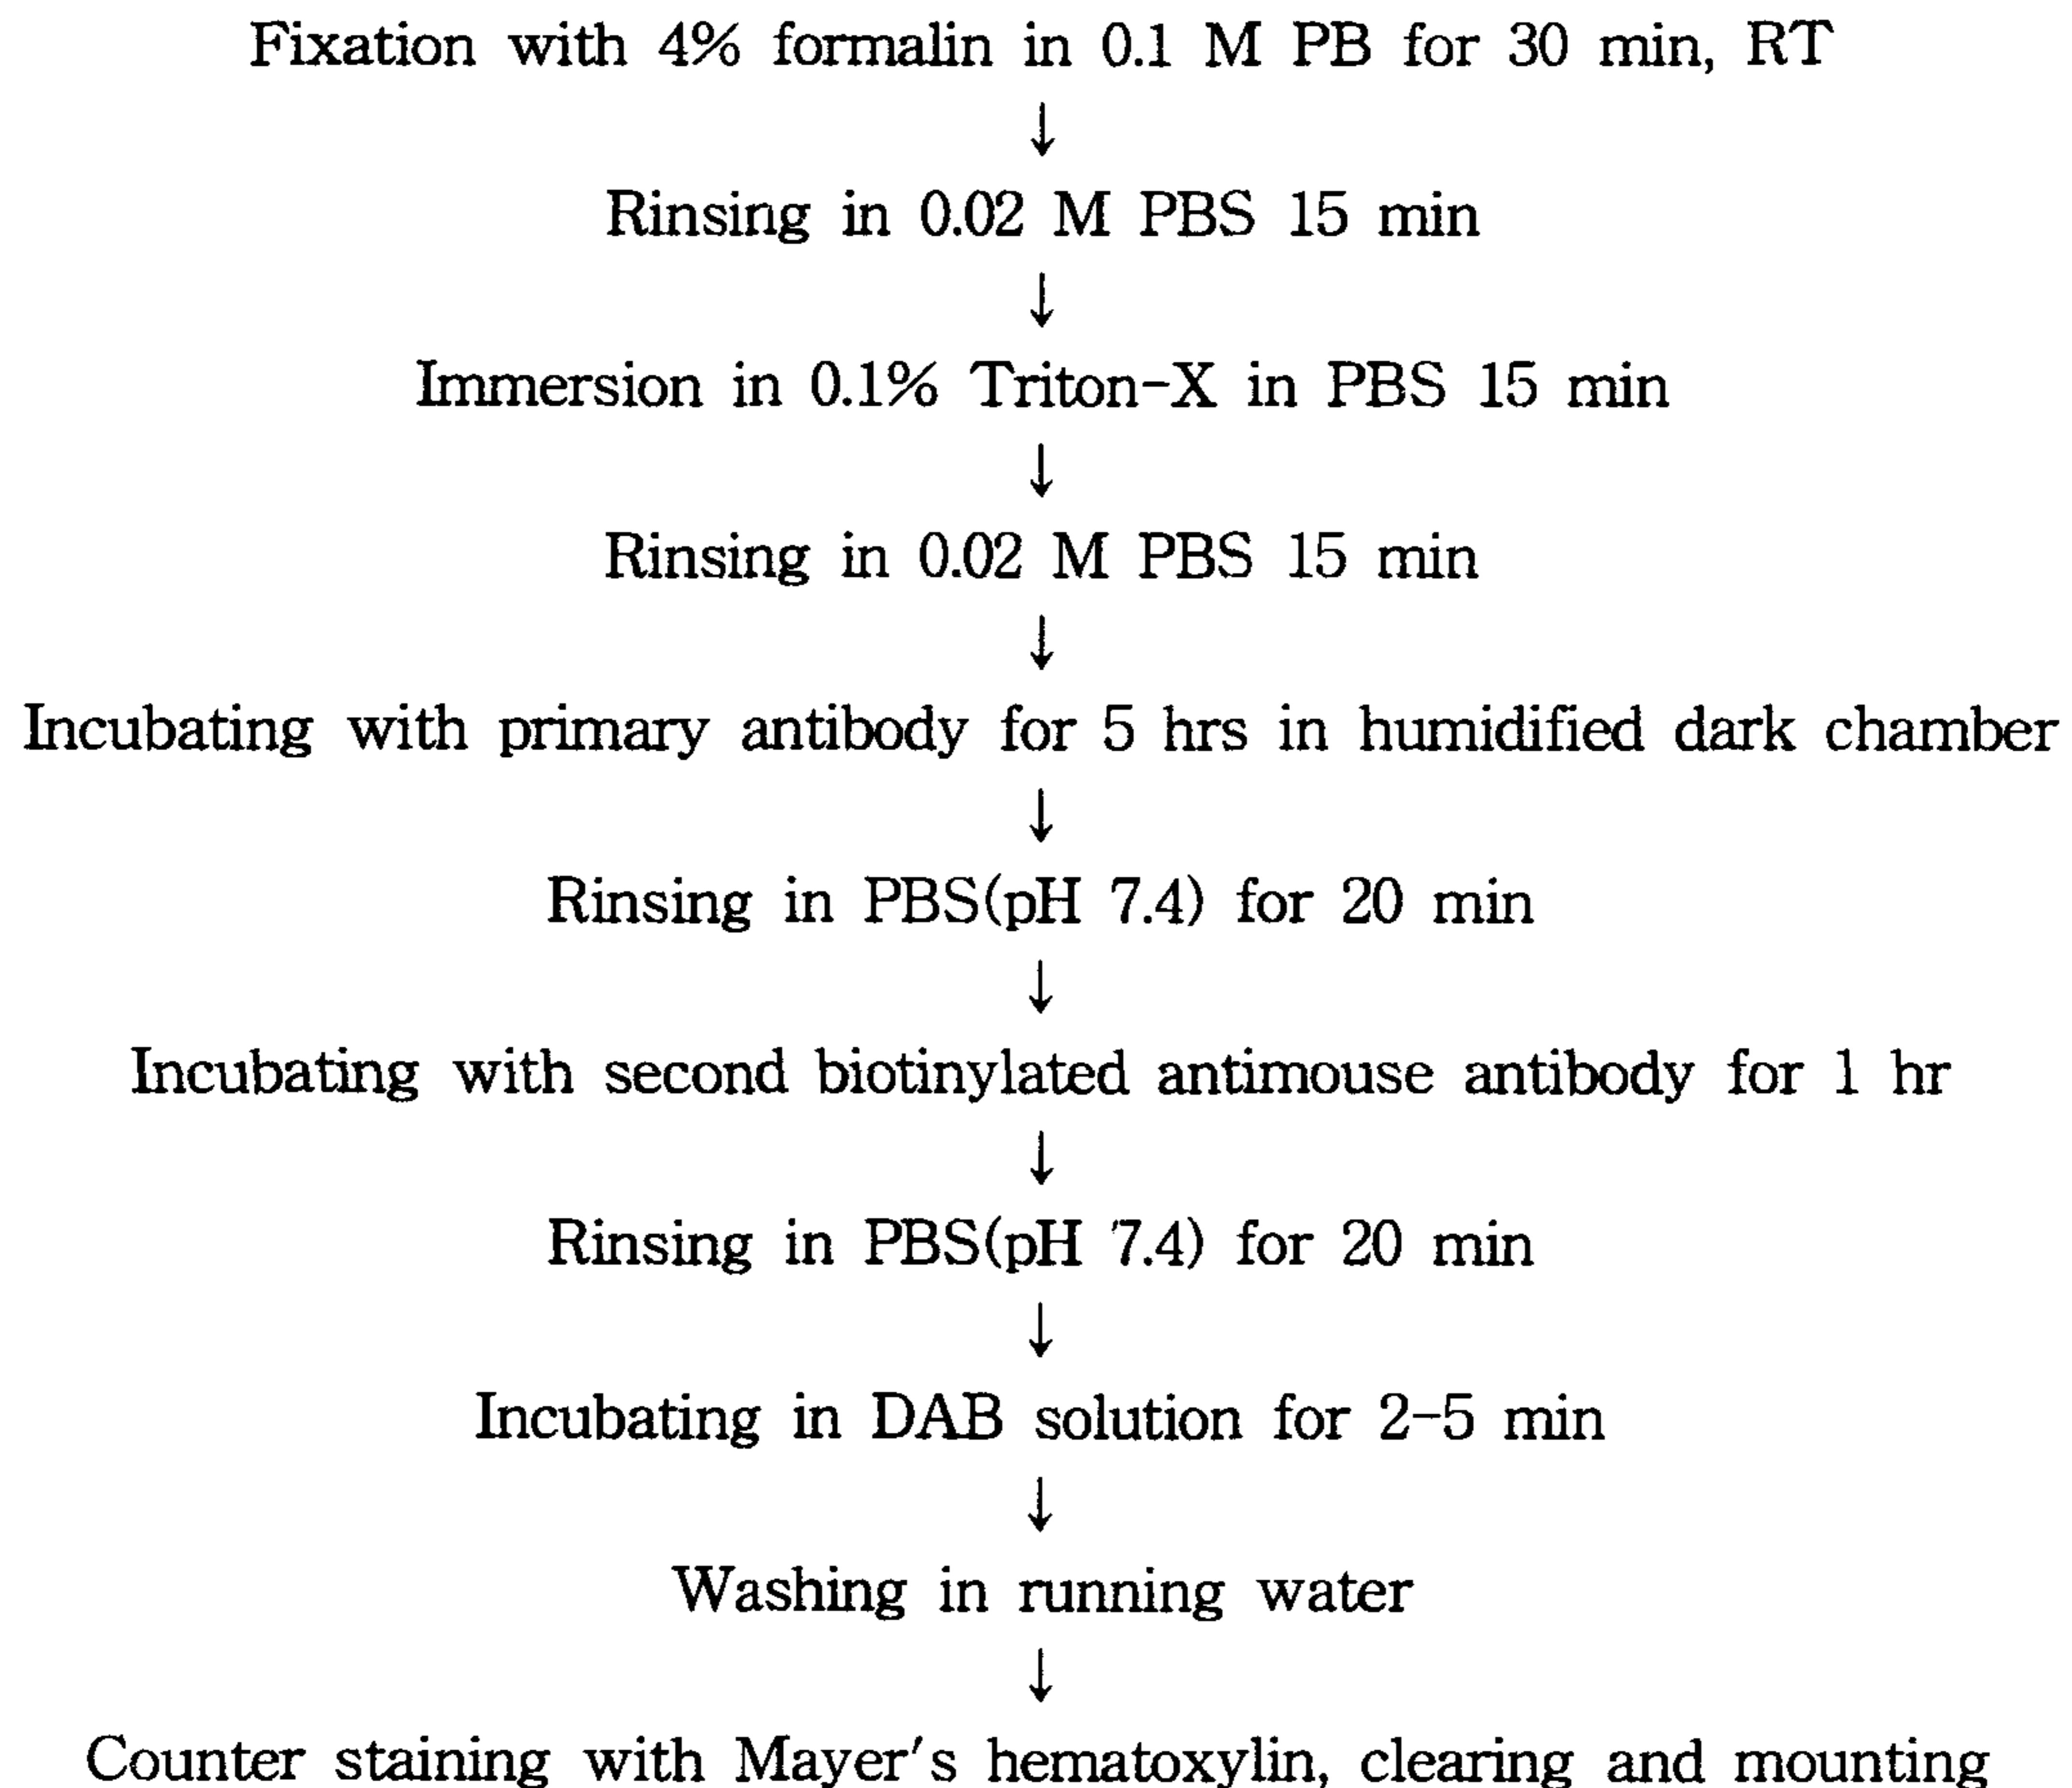 Fixation with 4% formalin in 0.1 M PB for 30 min, RT
↓
Rinsing in 0.02 M PBS 15 min
↓
Immersion in 0.1% Triton-X in PBS 15 min
↓
Rinsing in 0.02 M PBS 15 min
↓
Incubating with primary antibody for 5 hrs in humidified dark chamber
↓
Rinsing in PBS(pH 7.4) for 20 min
↓
Incubating with second biotinylated antimouse antibody for 1 hr
↓
Rinsing in PBS(pH 7.4) for 20 min
↓
Incubating in DAB solution for 2-5 min
↓
Washing in running water
↓
Counter staining with Mayer's hematoxylin, clearing and mounting